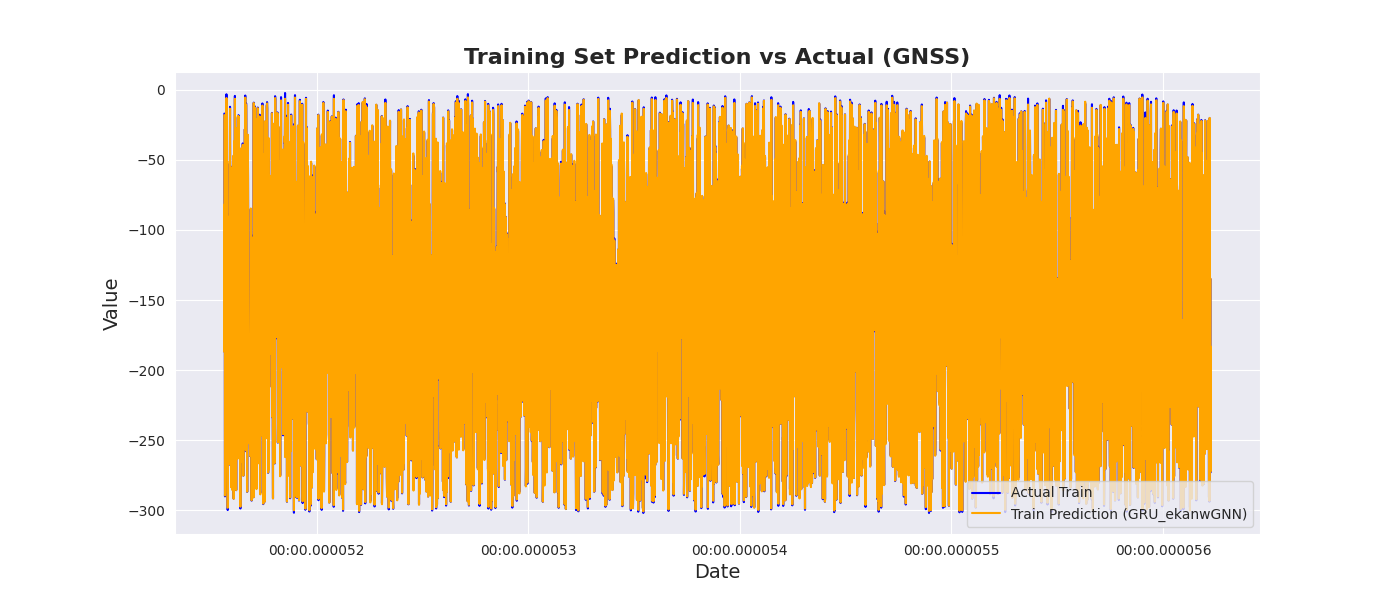 Training Set Prediction vs Actual (GNSS)
Value
0
−50
−100
−150
−200
−250
−300
Actual Train
Train Prediction (GRU_ekanwGNN)
00:00.000052
00:00.000053
00:00.000054
00:00.000055
00:00.000056
Date